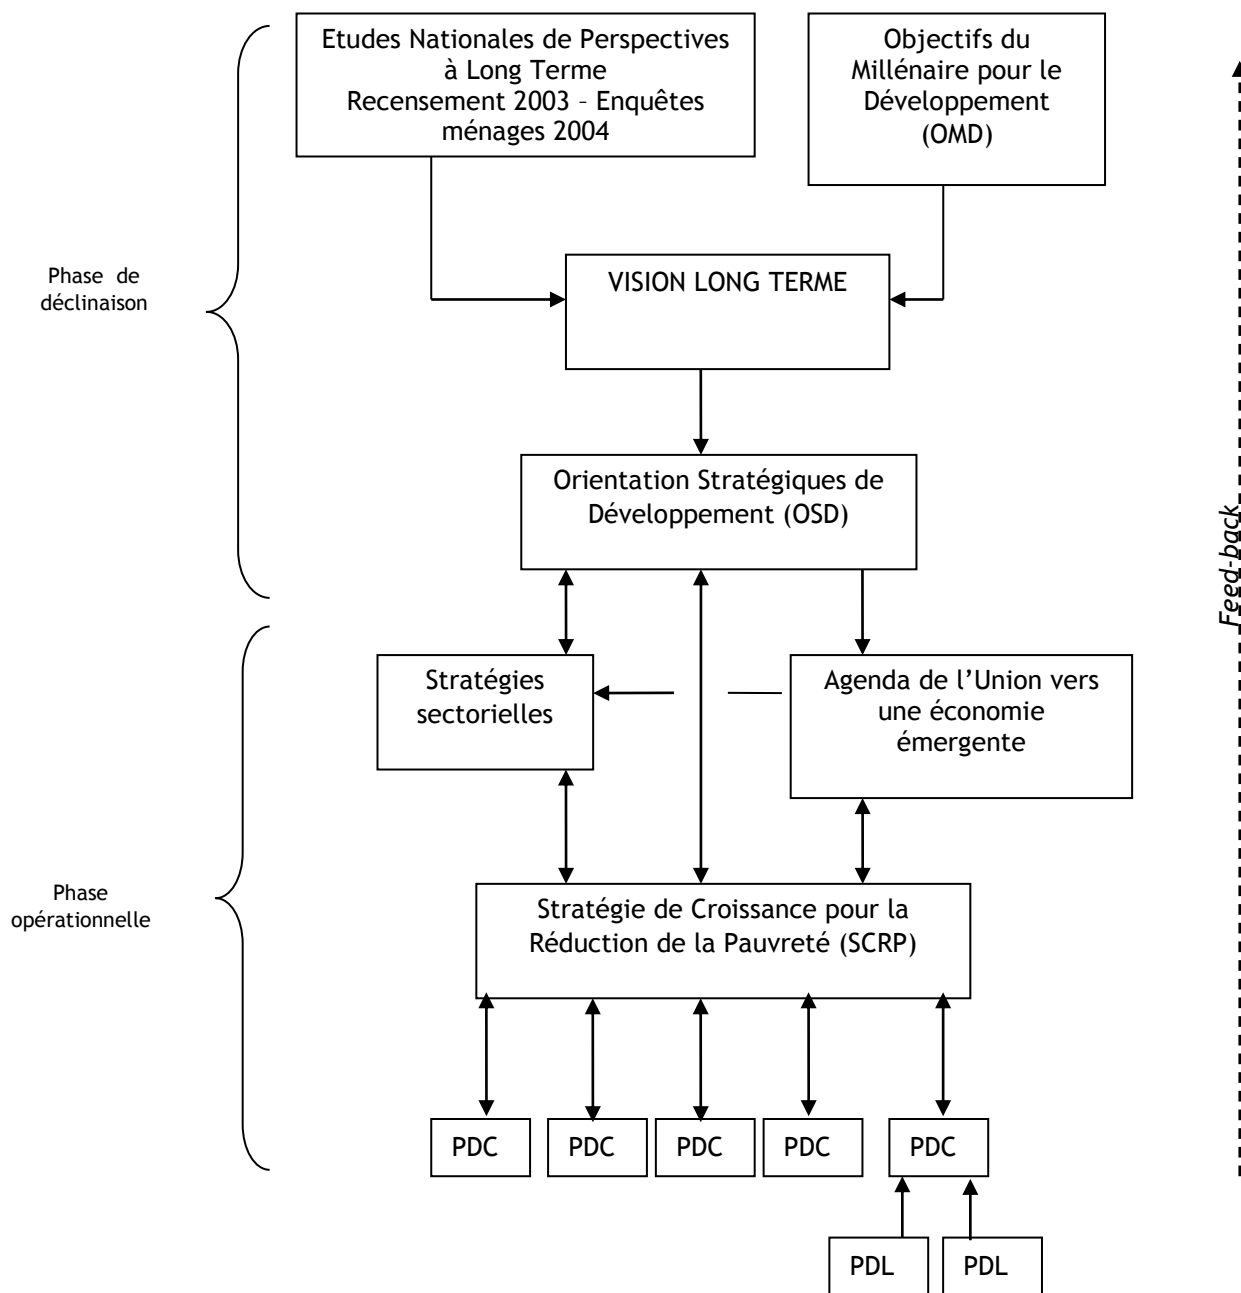 Etudes Nationales de Perspectives
à Long Terme
Recensement 2003 – Enquêtes
ménages 2004
Objectifs du
Millénaire pour le
Développement
(OMD)
Phase de
déclinaison
VISION LONG TERME
Orientation Stratégiques de
Développement (OSD)
Feed-back
Stratégies
sectorielles
Agenda de l’Union vers
une économie
émergente
Phase
opérationnelle
Stratégie de Croissance pour la
Réduction de la Pauvreté (SCRP)
PDC
PDC
PDC
PDC
PDC
PDL
PDL